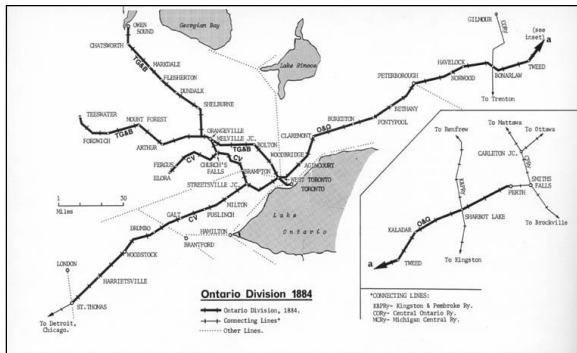 OWEN
SOUND
Georgian Bay
CHATSWORTH
TG&B
MARKDALE
FLESHERTON
DUNDALK
SHELBURNE
Lake Simcoe
GILMOUR
CORy
(see
inset)
a
PETERBOROUGH
HAVELOCK
NORWOOD
BONARLAW
TWEED
To Trenton
TEESWATER
MOUNT FOREST
FORDWICH
TG&B
ARTHUR
ORANGEVILLE
MELVILLE JC.
TG&B
BOLTON
CV
CV
FERGUS
ELORA
CHURCH'S
FALLS
BRAMPTON
WOODBRIDGE
CLAREMONT
O&Q
BURKETON
BETHANY
PONTYPOOL
AGINCOURT
WEST TORONTO
TORONTO
STREETSVILLE JC.
MILTON
PUSLINCH
GALT
CV
DRUMBO
WOODSTOCK
HAMILTON
BRANTFORD
Lake
Ontario
HARRIETSVILLE
LONDON
ST.THOMAS
To Detroit,
Chicago.
Miles
To Renfrew
To Mattawa
To Ottawa
CARLETON JC.
CPRy
K&PRy
SMITHS
FALLS
PERTH
To Brockville
SHARBOT LAKE
O&Q
KALADAR
a
TWEED
To Kingston
Ontario Division 1884
Ontario Division, 1884.
Connecting Lines*
Other Lines.
*CONNECTING LINES:
K&PRy- Kingston & Pembroke Ry.
CORy- Central Ontario Ry.
MCRy- Michigan Central Ry.